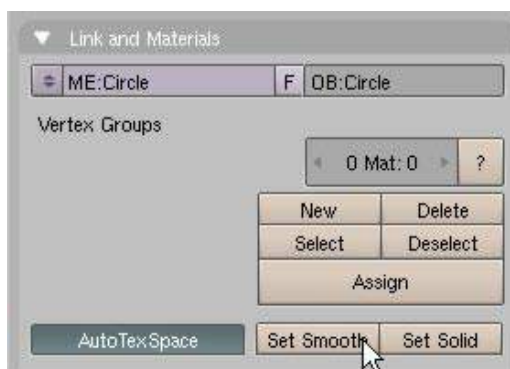 Link and Materials
ME:Circle F OB:Circle
Vertex Groups
0 Mat: 0 ?
New Delete
Select Deselect
Assign
AutoTexSpace Set Smooth Set Solid